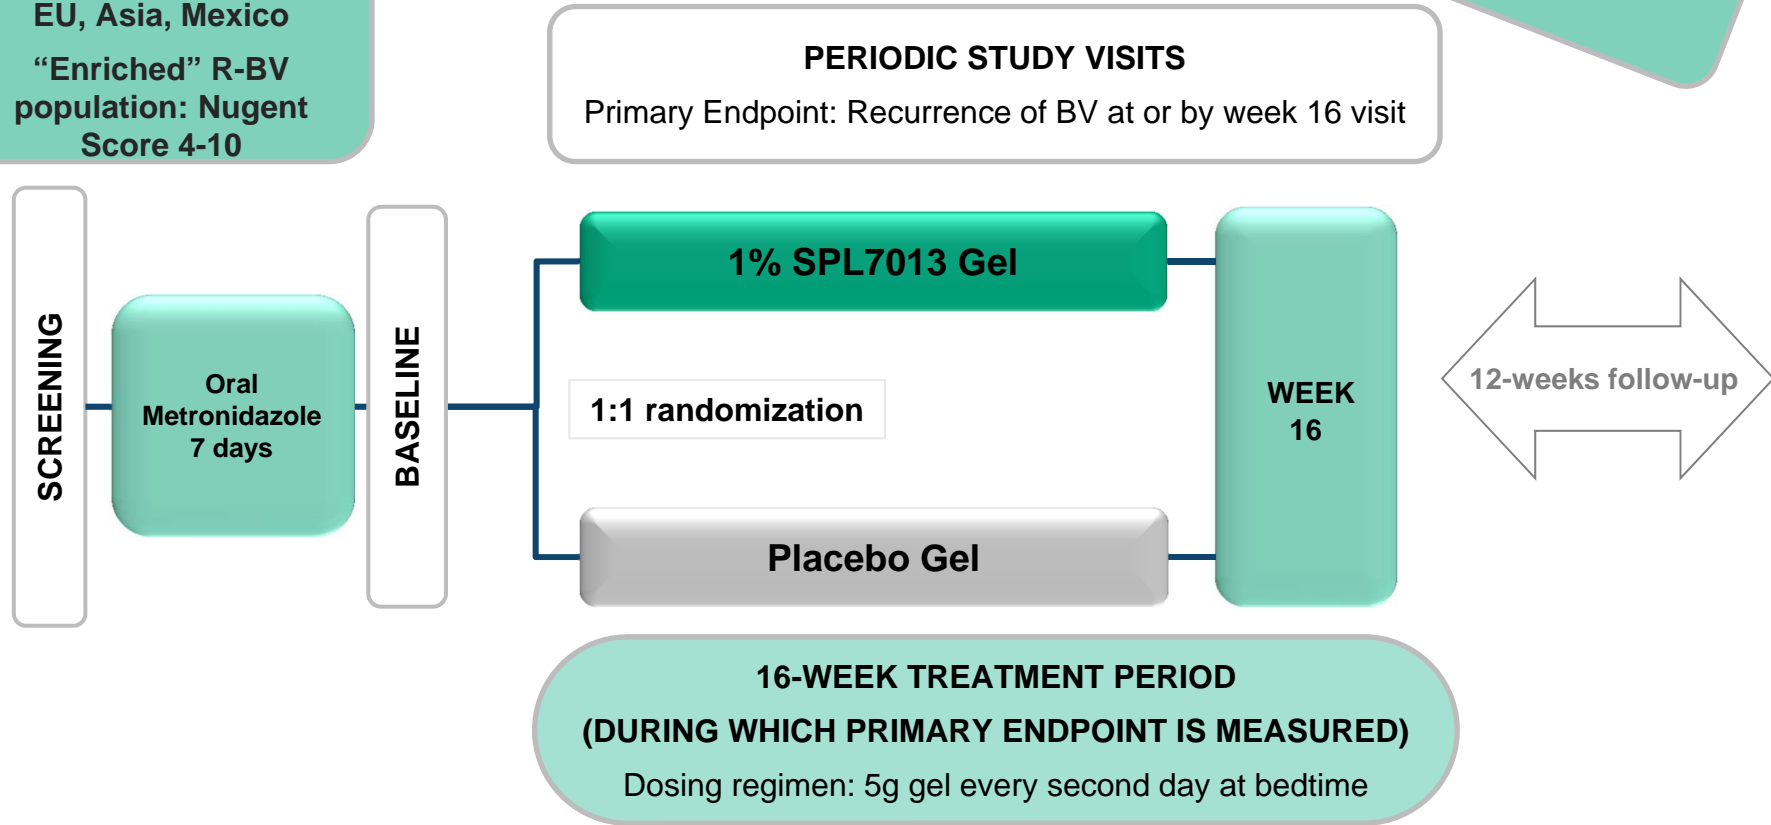 EU, Asia, Mexico
“Enriched” R-BV
population: Nugent
Score 4-10
PERIODIC STUDY VISITS
Primary Endpoint: Recurrence of BV at or by week 16 visit
SCREENING
Oral
Metronidazole
7 days
BASELINE
1% SPL7013 Gel
1:1 randomization
Placebo Gel
WEEK
16
12-weeks follow-up
16-WEEK TREATMENT PERIOD
(DURING WHICH PRIMARY ENDPOINT IS MEASURED)
Dosing regimen: 5g gel every second day at bedtime